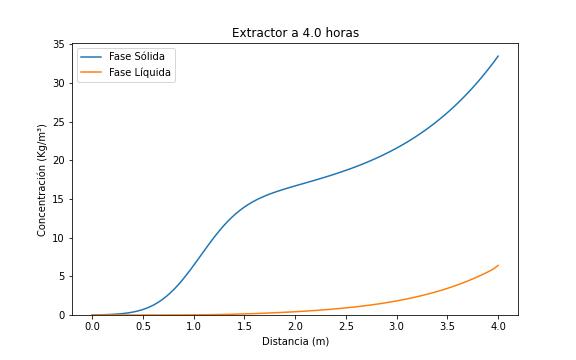 Extractor a 4.0 horas
Fase Sólida
Fase Líquida
Concentración (Kg/m³)
35
30
25
20
15
10
5
0
0.0 0.5 1.0 1.5 2.0 2.5 3.0 3.5 4.0
Distancia (m)